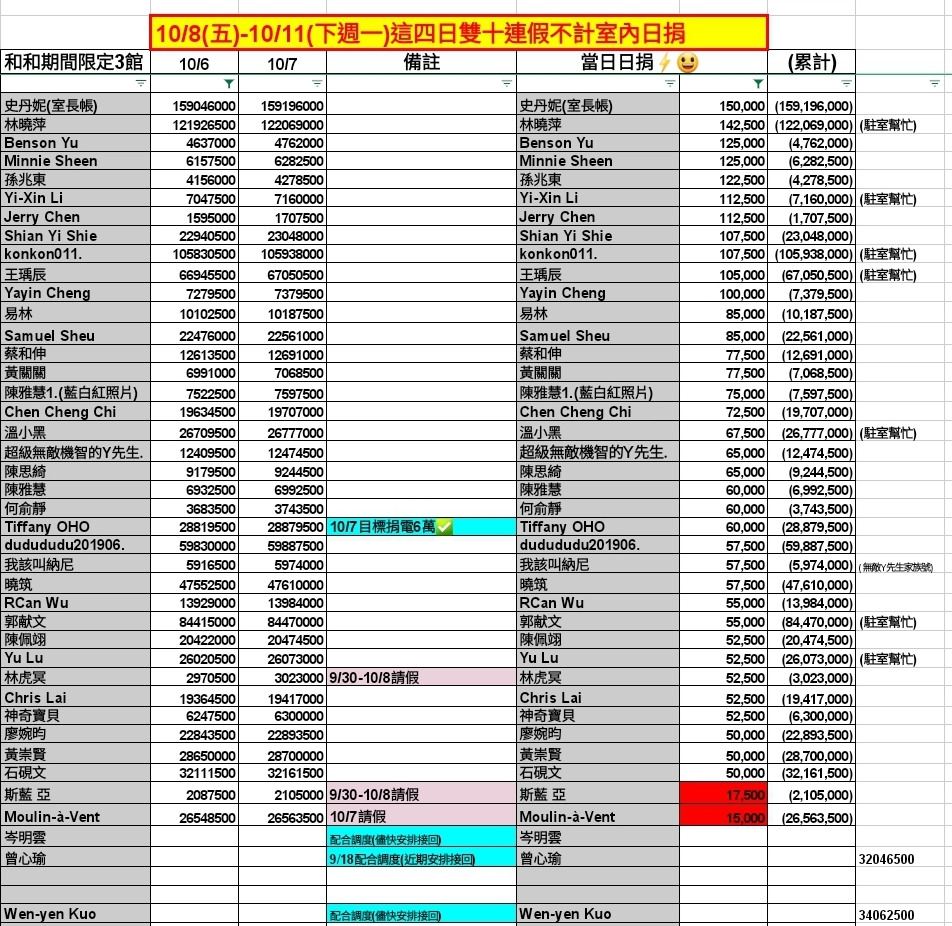 10/8(五)-10/11(下週一)這四日雙十連假不計室內日捐
和和期間限定3館 10/6 10/7 備註 當日日捐⚡😃 (累計)
史丹妮(室長帳) 159046000 159196000 史丹妮(室長帳) 150,000 (159,196,000)
林曉萍 121926500 122069000 林曉萍 142,500 (122,069,000) (駐室幫忙)
Benson Yu 4637000 4762000 Benson Yu 125,000 (4,762,000)
Minnie Sheen 6157500 6282500 Minnie Sheen 125,000 (6,282,500)
孫兆東 4156000 4278500 孫兆東 122,500 (4,278,500)
Yi-Xin Li 7047500 7160000 Yi-Xin Li 112,500 (7,160,000) (駐室幫忙)
Jerry Chen 1595000 1707500 Jerry Chen 112,500 (1,707,500)
Shian Yi Shie 22940500 23048000 Shian Yi Shie 107,500 (23,048,000)
konkon011. 105830500 105938000 konkon011. 107,500 (105,938,000) (駐室幫忙)
王瑀辰 66945500 67050500 王瑀辰 105,000 (67,050,500) (駐室幫忙)
Yayin Cheng 7279500 7379500 Yayin Cheng 100,000 (7,379,500)
易林 10102500 10187500 易林 85,000 (10,187,500)
Samuel Sheu 22476000 22561000 Samuel Sheu 85,000 (22,561,000)
蔡和伸 12613500 12691000 蔡和伸 77,500 (12,691,000)
黃關關 6991000 7068500 黃關關 77,500 (7,068,500)
陳雅慧1.(藍白紅照片) 7522500 7597500 陳雅慧1.(藍白紅照片) 75,000 (7,597,500)
Chen Cheng Chi 19634500 19707000 Chen Cheng Chi 72,500 (19,707,000)
溫小黑 26709500 26777000 溫小黑 67,500 (26,777,000) (駐室幫忙)
超級無敵機智的Y先生. 12409500 12474500 超級無敵機智的Y先生. 65,000 (12,474,500)
陳思綺 9179500 9244500 陳思綺 65,000 (9,244,500)
陳雅慧 6932500 6992500 陳雅慧 60,000 (6,992,500)
何俞靜 3683500 3743500 何俞靜 60,000 (3,743,500)
Tiffany OHO 28819500 28879500 10/7目標捐電6萬✅ Tiffany OHO 60,000 (28,879,500)
dudududu201906. 59830000 59887500 dudududu201906. 57,500 (59,887,500)
我該叫納尼 5916500 5974000 我該叫納尼 57,500 (5,974,000) (無敵Y先生家族號)
曉筑 47552500 47610000 曉筑 57,500 (47,610,000)
RCan Wu 13929000 13984000 RCan Wu 55,000 (13,984,000)
郭献文 84415000 84470000 郭献文 55,000 (84,470,000) (駐室幫忙)
陳佩翊 20422000 20474500 陳佩翊 52,500 (20,474,500)
Yu Lu 26020500 26073000 Yu Lu 52,500 (26,073,000) (駐室幫忙)
林虎冥 2970500 3023000 9/30-10/8請假 林虎冥 52,500 (3,023,000)
Chris Lai 19364500 19417000 Chris Lai 52,500 (19,417,000)
神奇寶貝 6247500 6300000 神奇寶貝 52,500 (6,300,000)
廖婉昀 22843500 22893500 廖婉昀 50,000 (22,893,500)
黃崇賢 28650000 28700000 黃崇賢 50,000 (28,700,000)
石硯文 32111500 32161500 石硯文 50,000 (32,161,500)
斯藍 亞 2087500 2105000 9/30-10/8請假 斯藍 亞 17,500 (2,105,000)
Moulin-à-Vent 26548500 26563500 10/7請假 Moulin-à-Vent 15,000 (26,563,500)
岑明雲 配合調度(儘快安排接回) 岑明雲
曾心瑜 9/18配合調度(近期安排接回) 曾心瑜 32046500
Wen-yen Kuo 配合調度(儘快安排接回) Wen-yen Kuo 34062500